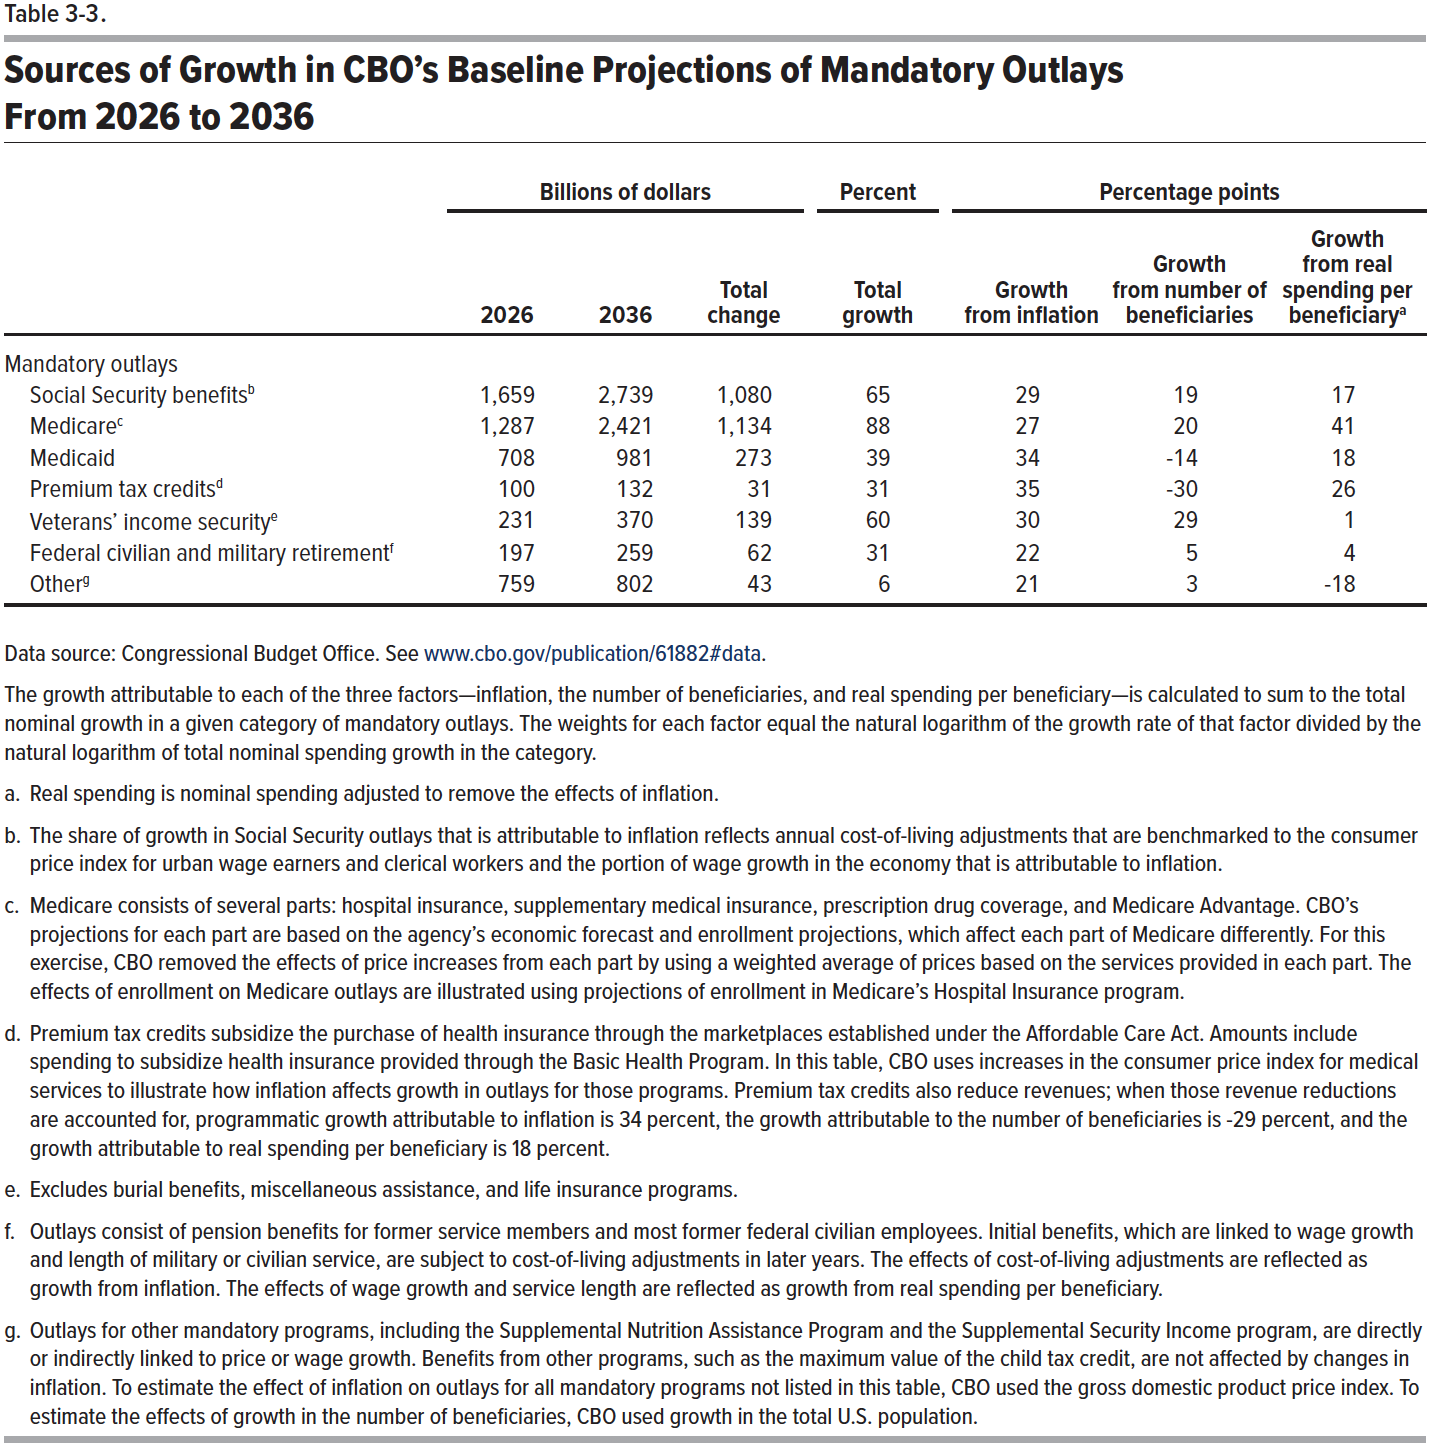 Table 3-3.
Sources of Growth in CBO’s Baseline Projections of Mandatory Outlays
From 2026 to 2036
Billions of dollars Percent Percentage points
2026 2036 Total change Total growth Growth from inflation Growth from number of beneficiaries Growth from real spending per beneficiaryª
Mandatory outlays
Social Security benefitsᵇ 1,659 2,739 1,080 65 29 19 17
Medicareᶜ 1,287 2,421 1,134 88 27 20 41
Medicaid 708 981 273 39 34 -14 18
Premium tax creditsᵈ 100 132 31 31 35 -30 26
Veterans’ income securityᵉ 231 370 139 60 30 29 1
Federal civilian and military retirementᶠ 197 259 62 31 22 5 4
Otherᵍ 759 802 43 6 21 3 -18
Data source: Congressional Budget Office. See www.cbo.gov/publication/61882#data.
The growth attributable to each of the three factors—inflation, the number of beneficiaries, and real spending per beneficiary—is calculated to sum to the total
nominal growth in a given category of mandatory outlays. The weights for each factor equal the natural logarithm of the growth rate of that factor divided by the
natural logarithm of total nominal spending growth in the category.
a. Real spending is nominal spending adjusted to remove the effects of inflation.
b. The share of growth in Social Security outlays that is attributable to inflation reflects annual cost-of-living adjustments that are benchmarked to the consumer
price index for urban wage earners and clerical workers and the portion of wage growth in the economy that is attributable to inflation.
c. Medicare consists of several parts: hospital insurance, supplementary medical insurance, prescription drug coverage, and Medicare Advantage. CBO’s
projections for each part are based on the agency’s economic forecast and enrollment projections, which affect each part of Medicare differently. For this
exercise, CBO removed the effects of price increases from each part by using a weighted average of prices based on the services provided in each part. The
effects of enrollment on Medicare outlays are illustrated using projections of enrollment in Medicare’s Hospital Insurance program.
d. Premium tax credits subsidize the purchase of health insurance through the marketplaces established under the Affordable Care Act. Amounts include
spending to subsidize health insurance provided through the Basic Health Program. In this table, CBO uses increases in the consumer price index for medical
services to illustrate how inflation affects growth in outlays for those programs. Premium tax credits also reduce revenues; when those revenue reductions
are accounted for, programmatic growth attributable to inflation is 34 percent, the growth attributable to the number of beneficiaries is -29 percent, and the
growth attributable to real spending per beneficiary is 18 percent.
e. Excludes burial benefits, miscellaneous assistance, and life insurance programs.
f. Outlays consist of pension benefits for former service members and most former federal civilian employees. Initial benefits, which are linked to wage growth
and length of military or civilian service, are subject to cost-of-living adjustments in later years. The effects of cost-of-living adjustments are reflected as
growth from inflation. The effects of wage growth and service length are reflected as growth from real spending per beneficiary.
g. Outlays for other mandatory programs, including the Supplemental Nutrition Assistance Program and the Supplemental Security Income program, are directly
or indirectly linked to price or wage growth. Benefits from other programs, such as the maximum value of the child tax credit, are not affected by changes in
inflation. To estimate the effect of inflation on outlays for all mandatory programs not listed in this table, CBO used the gross domestic product price index. To
estimate the effects of growth in the number of beneficiaries, CBO used growth in the total U.S. population.